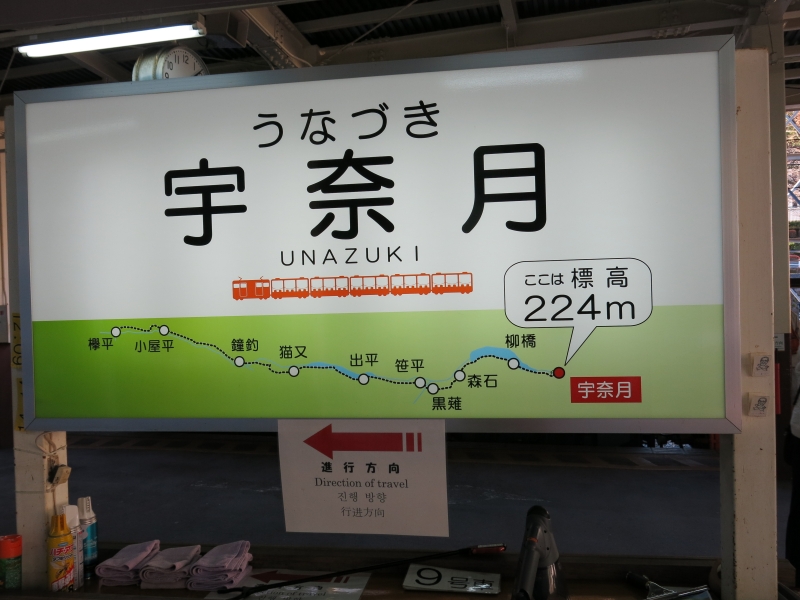 うなづき
宇奈月
UNAZUKI
ここは 標高
224m
欅平
小屋平
鐘釣
猫又
出平
笹平
黒薙
森石
柳橋
宇奈月
進行方向
Direction of travel
진행 방향
行进方向
9号車